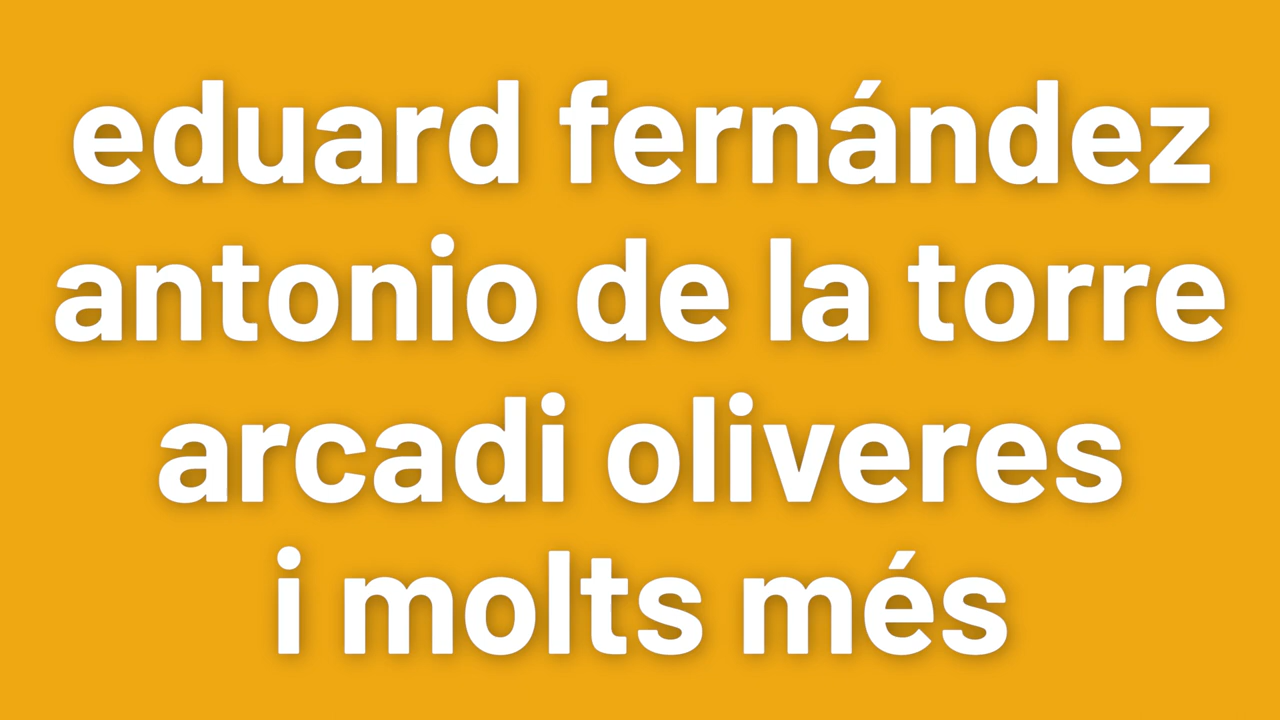 eduard fernández
antonio de la torre
arcadi oliveres
i molts més